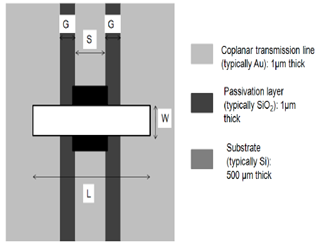 G
G
S
W
L
Coplanar transmission line
(typically Au): 1μm thick
Passivation layer
(typically SiO₂): 1μm
thick
Substrate
(typically Si):
500 μm thick